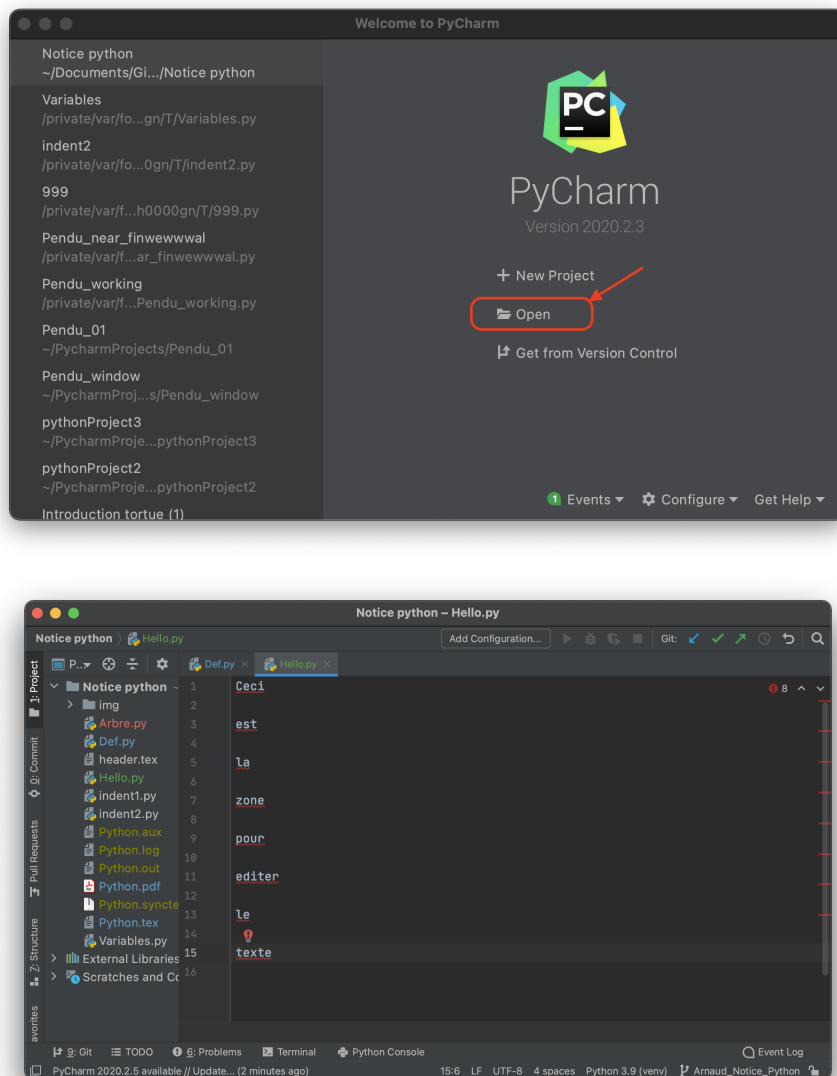 Welcome to PyCharm
Notice python
~/Documents/Gi.../Notice python
Variables
/private/var/fo...gn/T/Variables.py
indent2
/private/var/fo...0gn/T/indent2.py
999
/private/var/f...h0000gn/T/999.py
Pendu_near_finwewwwal
/private/var/f...ar_finwewwwal.py
Pendu_working
/private/var/f...Pendu_working.py
Pendu_01
~/PycharmProjects/Pendu_01
Pendu_window
~/PycharmProj...s/Pendu_window
pythonProject3
~/PycharmProje...pythonProject3
pythonProject2
~/PycharmProje...pythonProject2
Introduction tortue (1)
PC
PyCharm
Version 2020.2.3
New Project
Open
Get from Version Control
1 Events Configure Get Help
Notice python – Hello.py
Notice python Hello.py Add Configuration... Git:
P.. Def.py Hello.py
1: Project
0: Commit
Pull Requests
Z: Structure
avorites
Notice python ~
img
Arbre.py
Def.py
header.tex
Hello.py
indent1.py
indent2.py
Python.aux
Python.log
Python.out
Python.pdf
Python.syncte
Python.tex
Variables.py
External Libraries
Scratches and Co
1 Ceci
2
3 est
4
5 la
6
7 zone
8
9 pour
10
11 editer
12
13 le
14
15 texte
16
8
9: Git TODO 6: Problems Terminal Python Console Event Log
PyCharm 2020.2.5 available // Update... (2 minutes ago) 15:6 LF UTF-8 4 spaces Python 3.9 (venv) Arnaud_Notice_Python